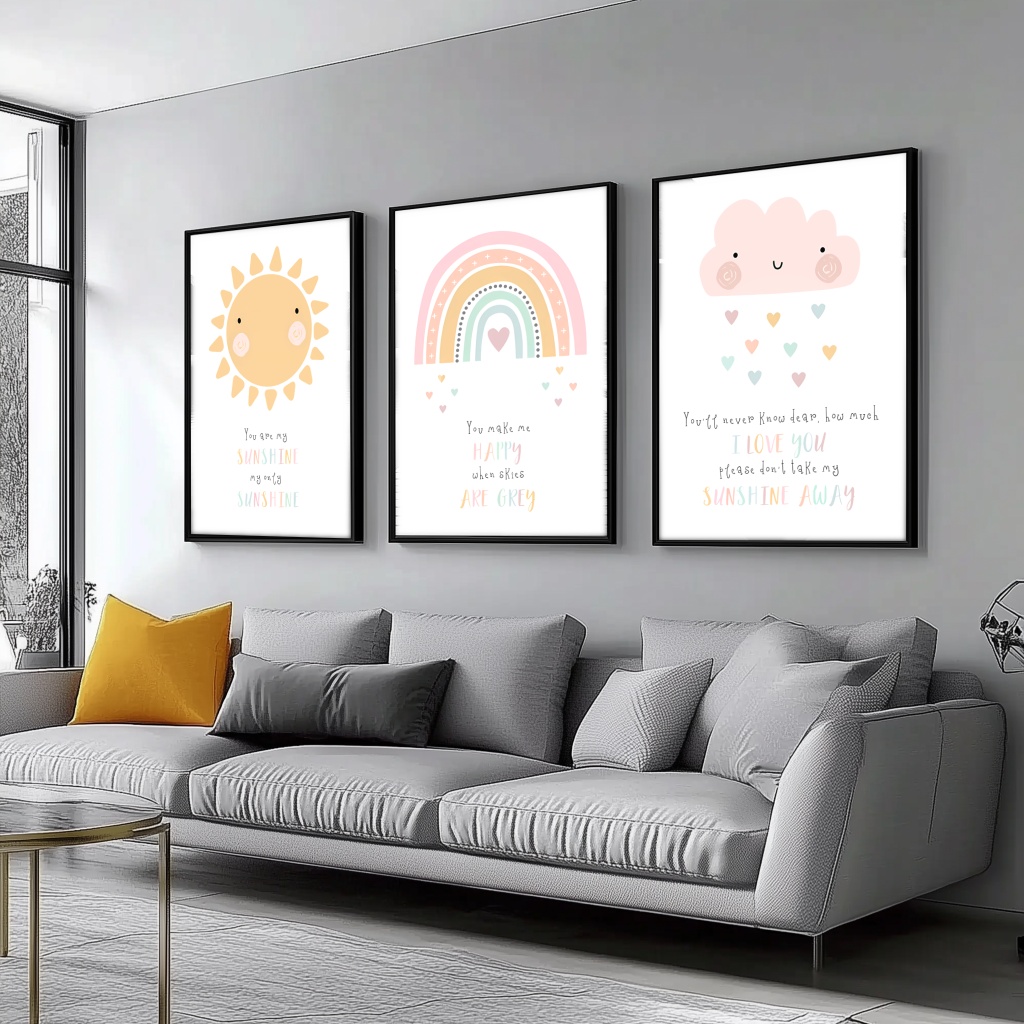 You are my
SUNSHINE
my only
SUNSHINE
You make me
HAPPY
when skies
ARE GREY
You'll never know dear, how much
I LOVE YOU
please don't take my
SUNSHINE AWAY